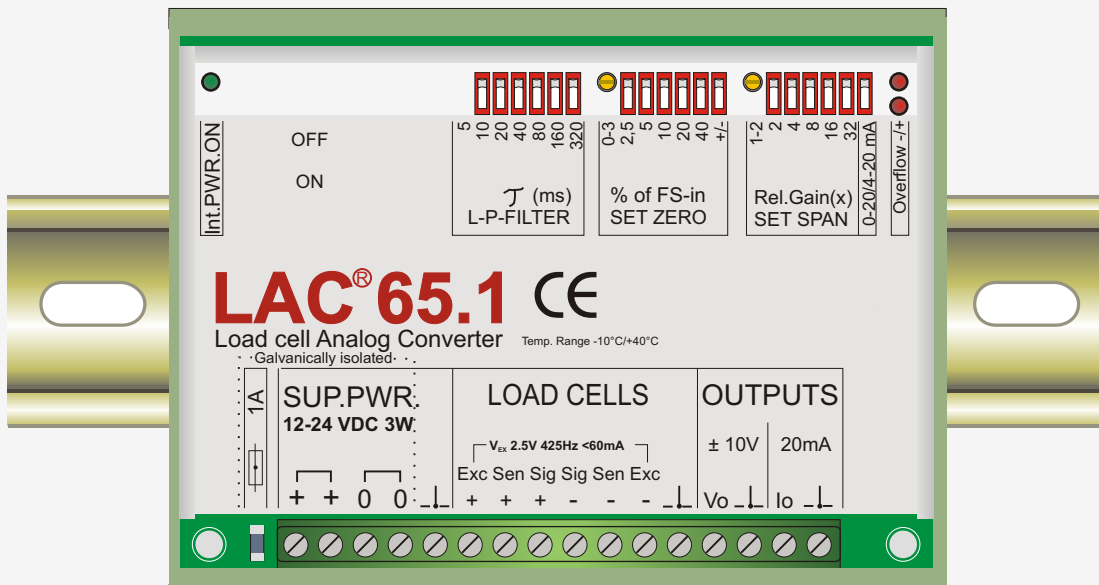 5 10 20 40 80 160 320
0-3 2,5 5 10 20 40 +/-
1-2 2 4 8 16 32 0-20/4-20 mA
Overflow -/+
Int.PWR.ON
OFF
ON
τ (ms)
L-P-FILTER
% of FS-in
SET ZERO
Rel.Gain(x)
SET SPAN
LAC® 65.1 CE
Load cell Analog Converter
Temp. Range -10°C/+40°C
Galvanically isolated
1A
SUP.PWR.
12-24 VDC 3W
+ + 0 0
LOAD CELLS
VEX 2.5V 425Hz <60mA
Exc Sen Sig Sig Sen Exc
+ + + - - -
OUTPUTS
± 10V 20mA
Vo Io